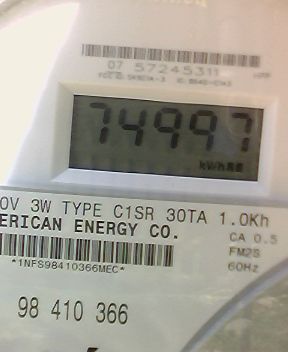 07 57245311
74997
kWh
0V 3W TYPE C1SR 30TA 1.0Kh
ERICAN ENERGY CO.
CA 0.5
FM2S
*1NFS98410366MEC*
60Hz
98 410 366